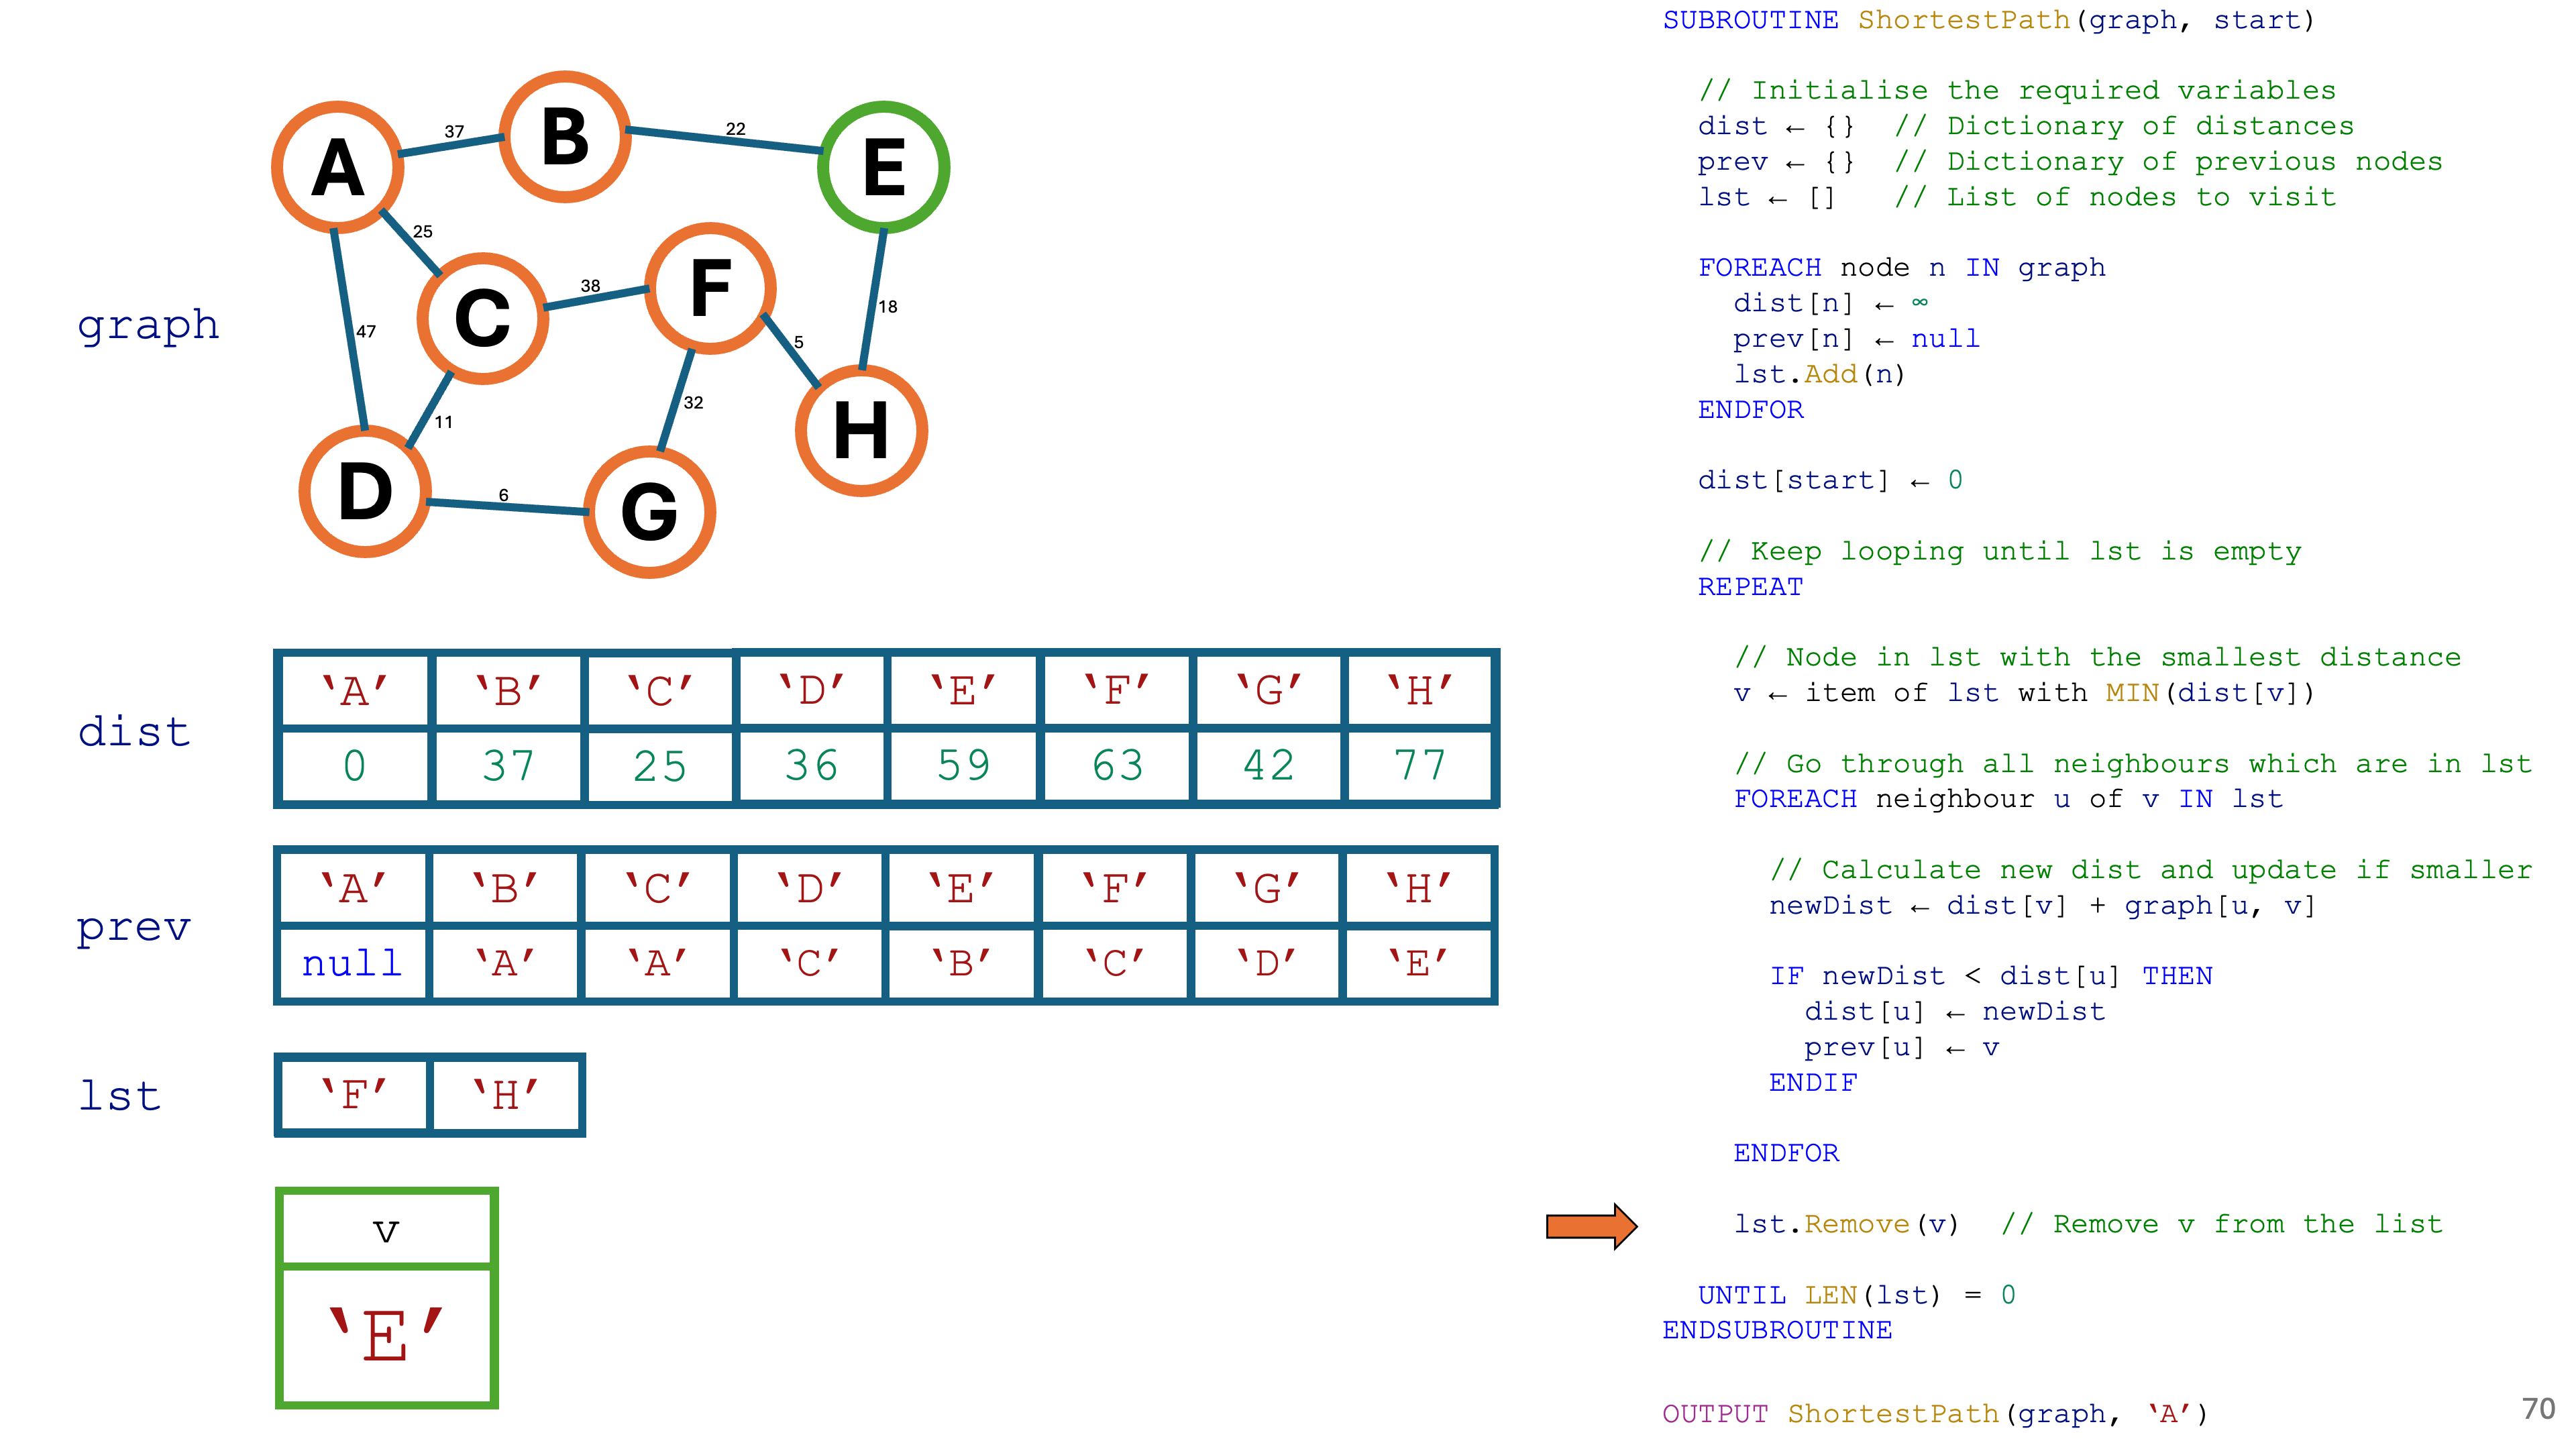 graph
A
B
E
C
F
H
D
G
37
22
25
38
18
47
5
11
32
6
dist
‘A’ ‘B’ ‘C’ ‘D’ ‘E’ ‘F’ ‘G’ ‘H’
0 37 25 36 59 63 42 77
prev
‘A’ ‘B’ ‘C’ ‘D’ ‘E’ ‘F’ ‘G’ ‘H’
null ‘A’ ‘A’ ‘C’ ‘B’ ‘C’ ‘D’ ‘E’
lst
‘F’ ‘H’
v
‘E’
SUBROUTINE ShortestPath(graph, start)
// Initialise the required variables
dist ← {} // Dictionary of distances
prev ← {} // Dictionary of previous nodes
lst ← [] // List of nodes to visit
FOREACH node n IN graph
dist[n] ← ∞
prev[n] ← null
lst.Add(n)
ENDFOR
dist[start] ← 0
// Keep looping until lst is empty
REPEAT
// Node in lst with the smallest distance
v ← item of lst with MIN(dist[v])
// Go through all neighbours which are in lst
FOREACH neighbour u of v IN lst
// Calculate new dist and update if smaller
newDist ← dist[v] + graph[u, v]
IF newDist < dist[u] THEN
dist[u] ← newDist
prev[u] ← v
ENDIF
ENDFOR
lst.Remove(v) // Remove v from the list
UNTIL LEN(lst) = 0
ENDSUBROUTINE
OUTPUT ShortestPath(graph, ‘A’)
70